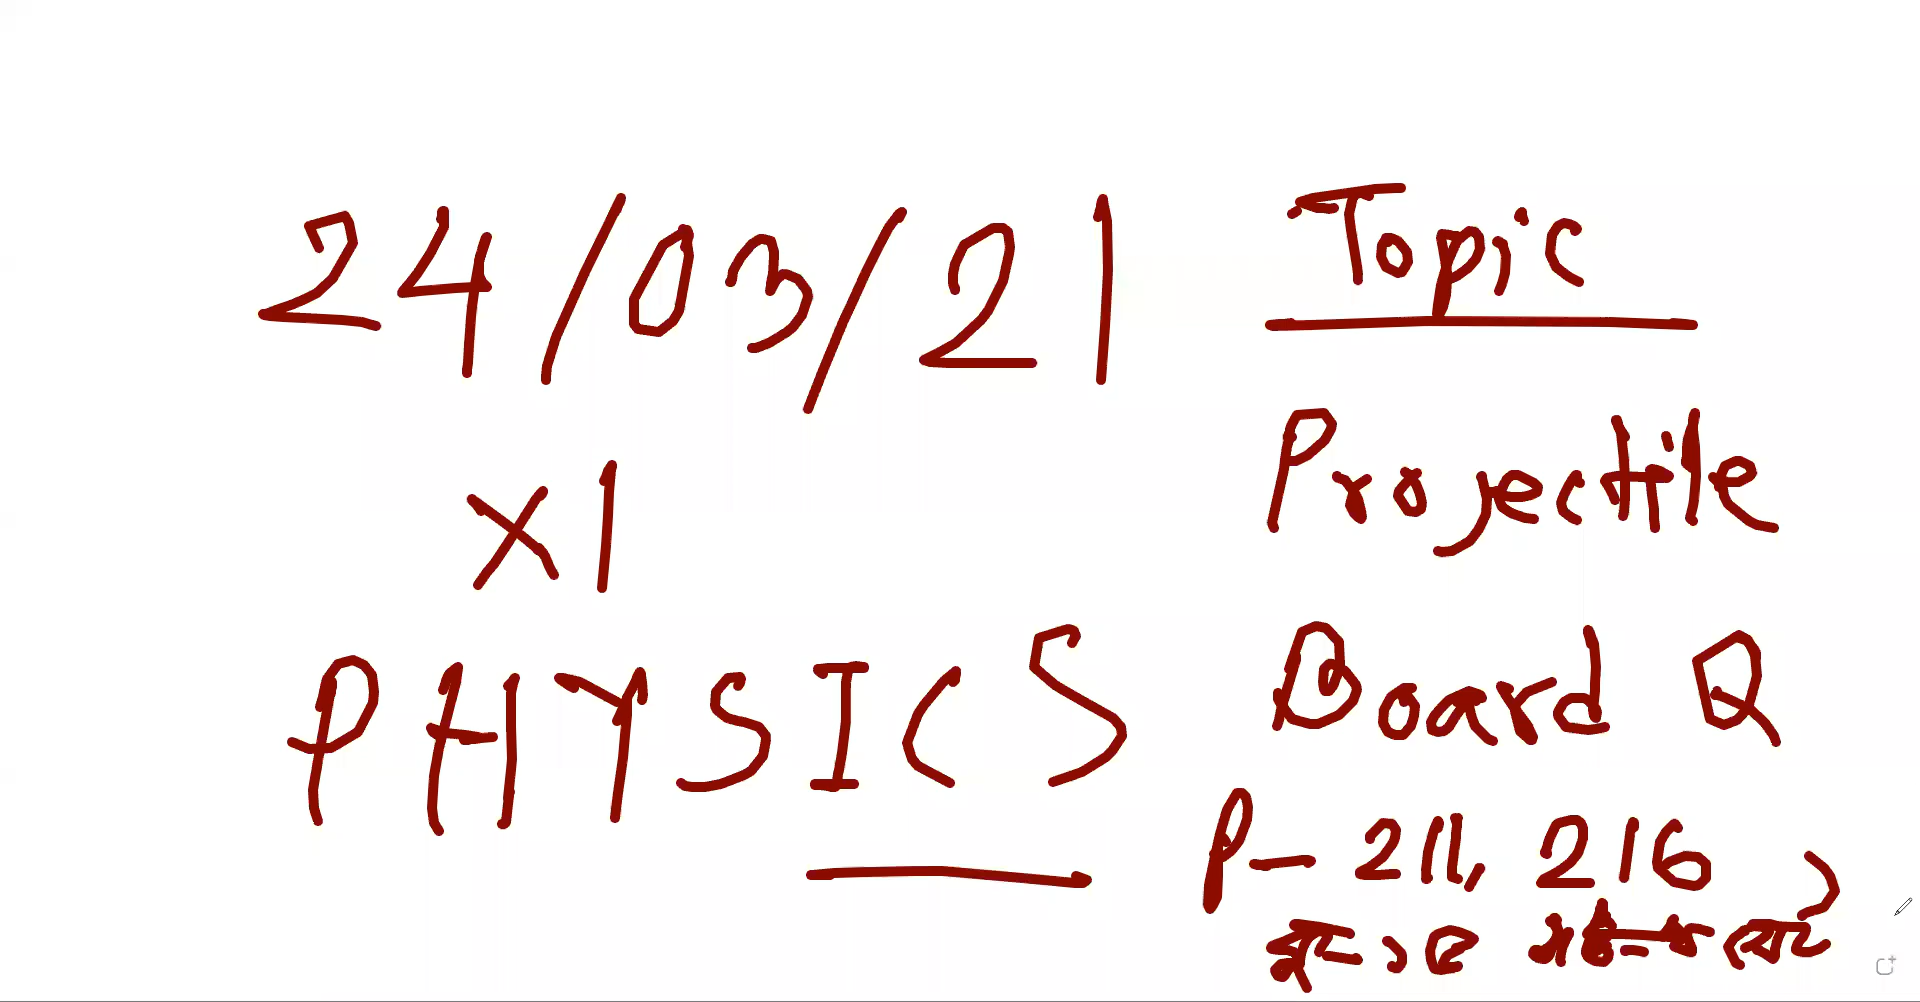 24/03/21
XI
PHYSICS
Topic
Projectile
Board Q
P- 211, 216